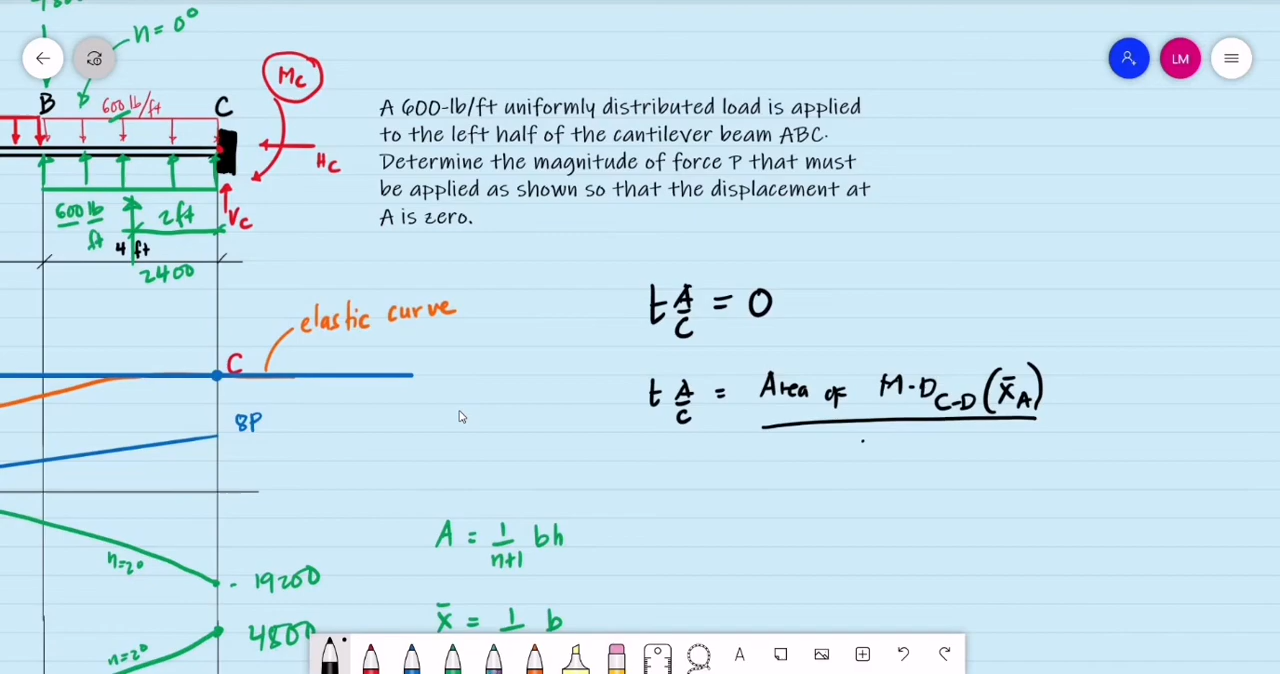 n = 0°
B
600 lb/ft
C
Mc
Hc
Vc
600 lb
ft
2ft
4 ft
2400
A 600-lb/ft uniformly distributed load is applied
to the left half of the cantilever beam ABC.
Determine the magnitude of force P that must
be applied as shown so that the displacement at
A is zero.
t A/C = 0
elastic curve
C
t A/C = Area of M.D C-D (x̄A)
8P
n=2°
- 19200
4800
n=2°
A = 1/n+1 bh
x̄ = 1 b
LM
A